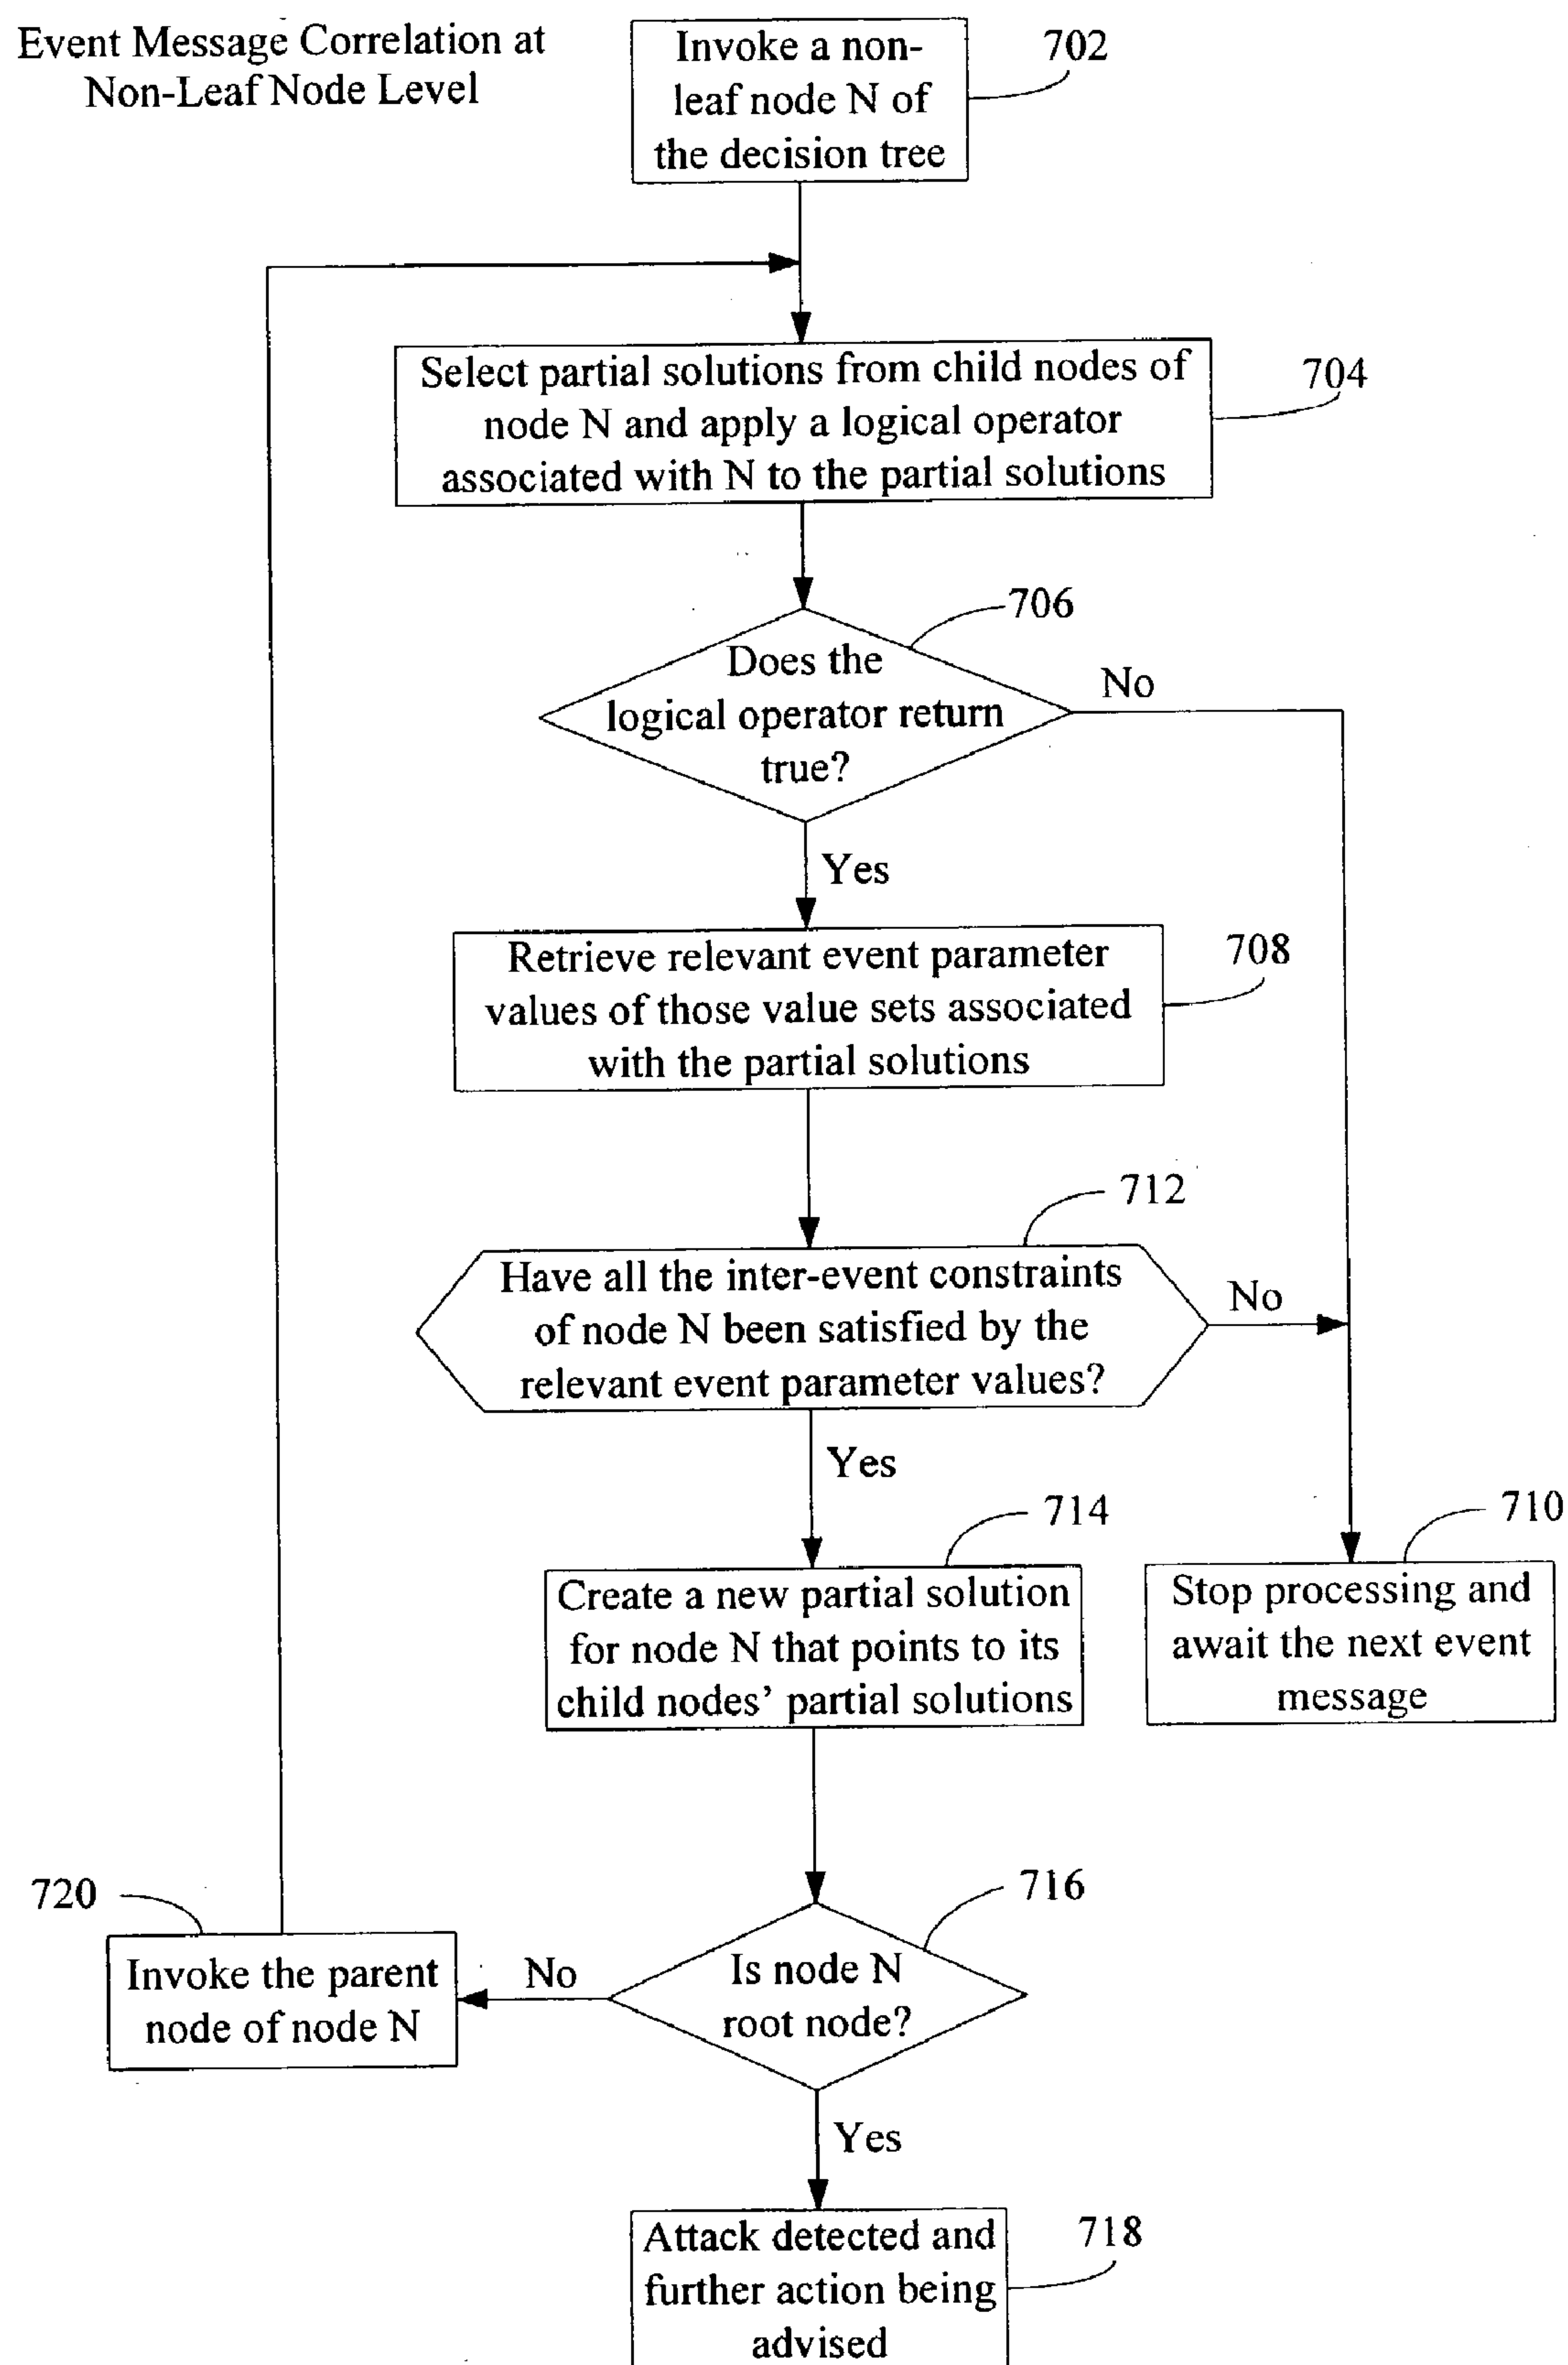 Event Message Correlation at
Non-Leaf Node Level
Invoke a non-
leaf node N of
the decision tree
702
Select partial solutions from child nodes of
node N and apply a logical operator
associated with N to the partial solutions
704
706
Does the
logical operator return
true?
No
Yes
Retrieve relevant event parameter
values of those value sets associated
with the partial solutions
708
712
Have all the inter-event constraints
of node N been satisfied by the
relevant event parameter values?
No
Yes
714
710
Create a new partial solution
for node N that points to its
child nodes’ partial solutions
Stop processing and
await the next event
message
720
716
Invoke the parent
node of node N
No
Is node N
root node?
Yes
Attack detected and
further action being
advised
718